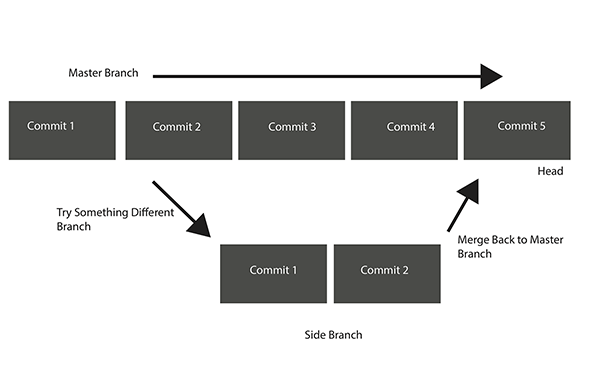 Master Branch
Commit 1
Commit 2
Commit 3
Commit 4
Commit 5
Head
Try Something Different
Branch
Merge Back to Master
Branch
Commit 1
Commit 2
Side Branch